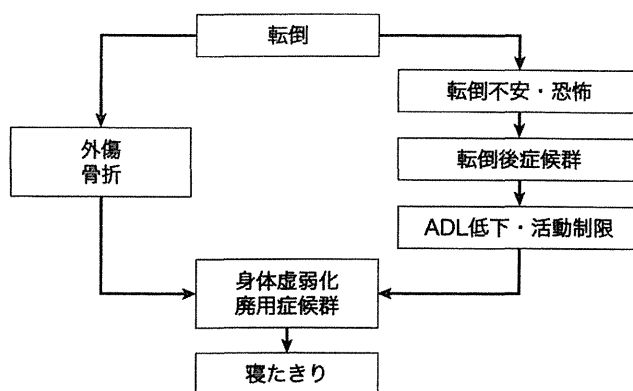 転倒
転倒不安・恐怖
外傷
骨折
転倒後症候群
ADL低下・活動制限
身体虚弱化
廃用症候群
寝たきり